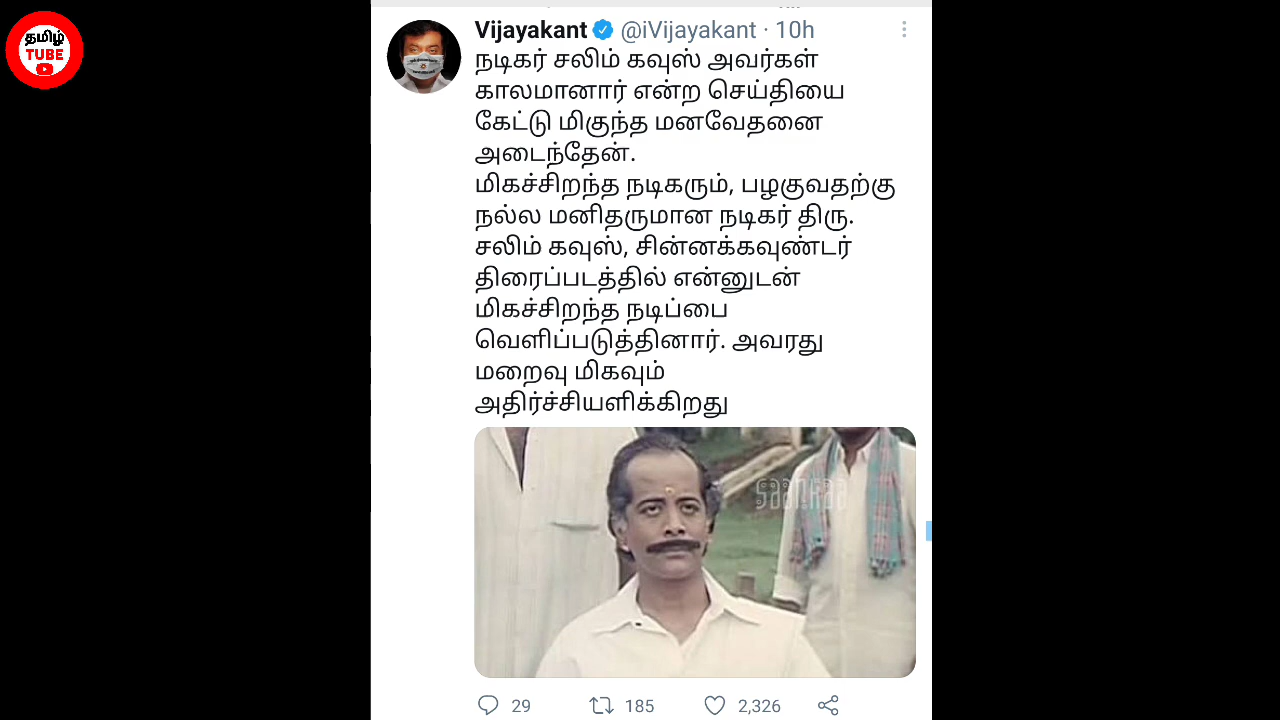 தமிழ்
TUBE
Vijayakant @iVijayakant · 10h
நடிகர் சலிம் கவுஸ் அவர்கள்
காலமானார் என்ற செய்தியை
கேட்டு மிகுந்த மனவேதனை
அடைந்தேன்.
மிகச்சிறந்த நடிகரும், பழகுவதற்கு
நல்ல மனிதருமான நடிகர் திரு.
சலிம் கவுஸ், சின்னக்கவுண்டர்
திரைப்படத்தில் என்னுடன்
மிகச்சிறந்த நடிப்பை
வெளிப்படுத்தினார். அவரது
மறைவு மிகவும்
அதிர்ச்சியளிக்கிறது
29 185 2,326